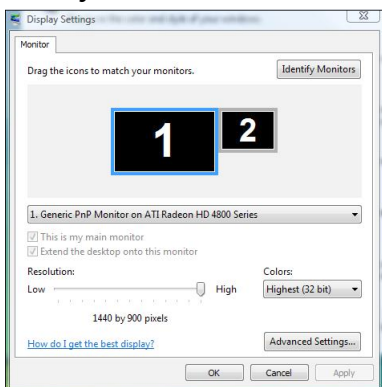 Display Settings
Monitor
Drag the icons to match your monitors.
Identify Monitors
1
2
1. Generic PnP Monitor on ATI Radeon HD 4800 Series
This is my main monitor
Extend the desktop onto this monitor
Resolution:
Colors:
Low
High
Highest (32 bit)
1440 by 900 pixels
How do I get the best display?
Advanced Settings...
OK
Cancel
Apply